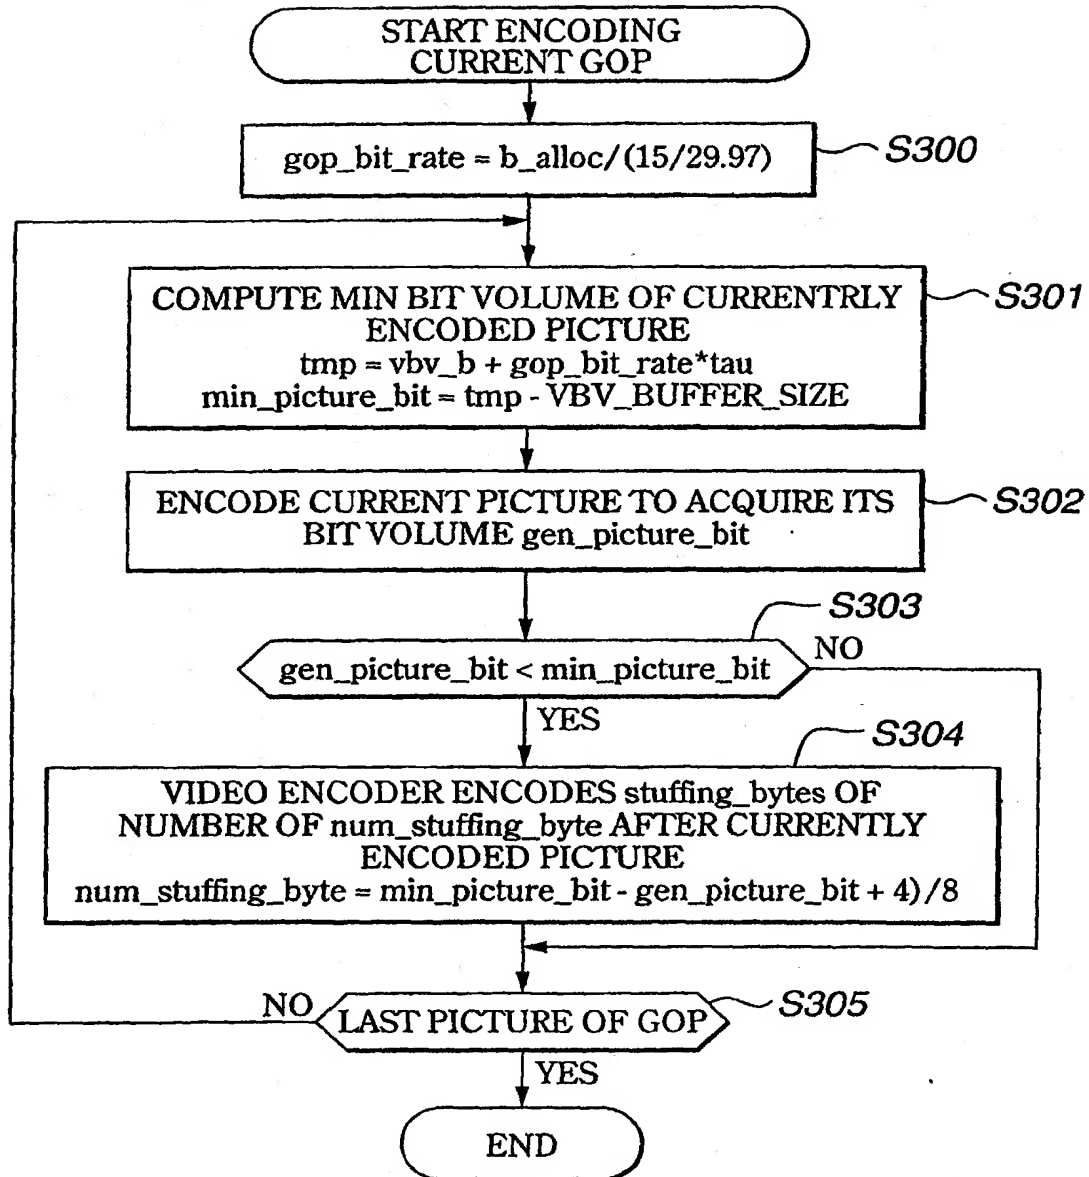 START ENCODING
CURRENT GOP
gop_bit_rate = b_alloc/(15/29.97)
S300
COMPUTE MIN BIT VOLUME OF CURRENTRLY
ENCODED PICTURE
tmp = vbv_b + gop_bit_rate*tau
min_picture_bit = tmp - VBV_BUFFER_SIZE
S301
ENCODE CURRENT PICTURE TO ACQUIRE ITS
BIT VOLUME gen_picture_bit
S302
S303
gen_picture_bit < min_picture_bit
NO
YES
S304
VIDEO ENCODER ENCODES stuffing_bytes OF
NUMBER OF num_stuffing_byte AFTER CURRENTLY
ENCODED PICTURE
num_stuffing_byte = min_picture_bit - gen_picture_bit + 4)/8
NO
LAST PICTURE OF GOP
S305
YES
END